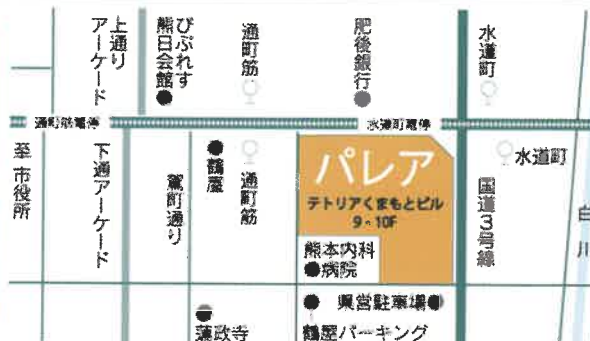 上通り
アーケード
びぷれす
熊日会館
通町筋
肥後銀行
水道町
通町筋電停
水道町電停
至 市役所
下通アーケード
鷺町通り
鶴屋
通町筋
パレア
テトリアくまもとビル
9-10F
熊本内科
病院
水道町
国道3号線
白川
蓮政寺
県営駐車場
鶴屋パーキング